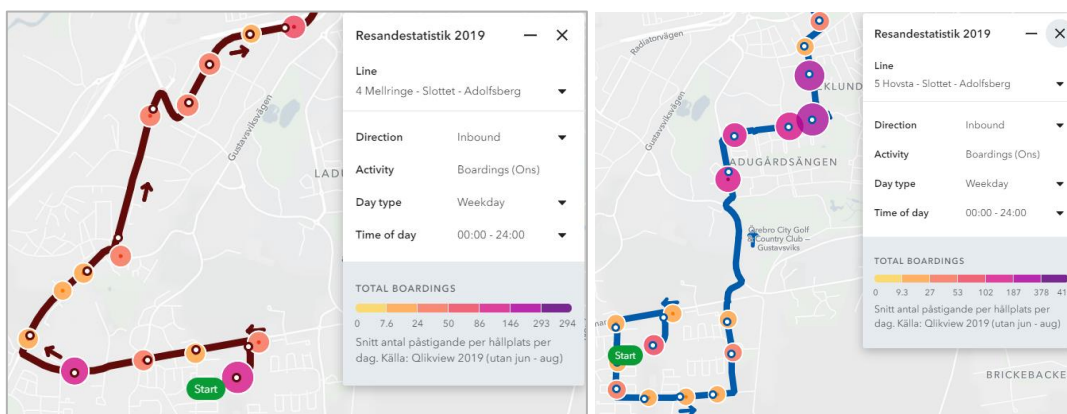 Gustavsviksvägen
LADU
Start
Resandestatistik 2019
Line
4 Mellringe - Slottet - Adolfsberg
Direction
Inbound
Activity
Boardings (Ons)
Day type
Weekday
Time of day
00:00 - 24:00
TOTAL BOARDINGS
0 7.6 24 50 86 146 293 294
Snitt antal påstigande per hållplats per
dag. Källa: Qlikview 2019 (utan jun - aug)
Radiatorvägen
Gustavsviksvägen
EKLUND
ADUGÅRDSÄNGEN
Örebro City Golf
& Country Club –
Gustavsviks
Start
BRICKEBACKE
Resandestatistik 2019
Line
5 Hovsta - Slottet - Adolfsberg
Direction
Inbound
Activity
Boardings (Ons)
Day type
Weekday
Time of day
00:00 - 24:00
TOTAL BOARDINGS
0 9.3 27 53 102 187 378 41
Snitt antal påstigande per hållplats per
dag. Källa: Qlikview 2019 (utan jun - aug)